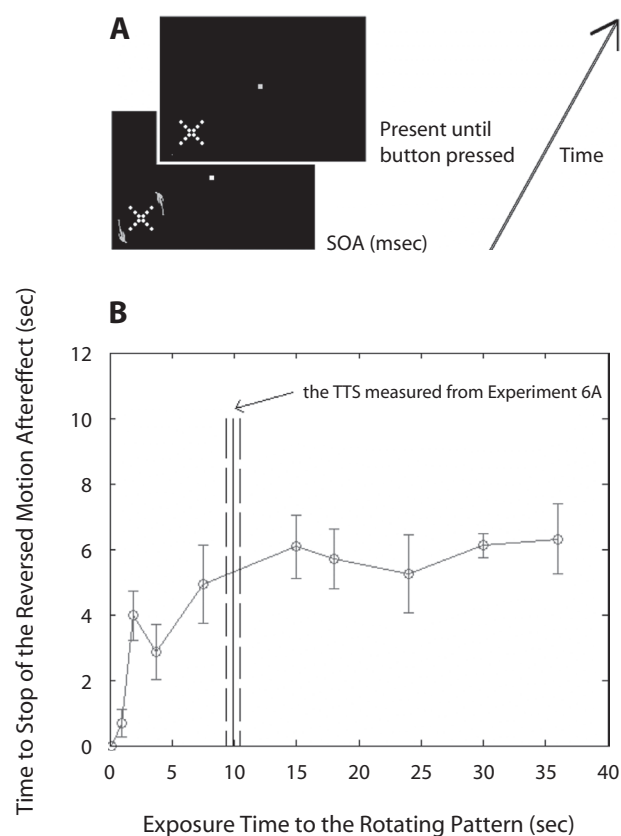 A
Present until
button pressed
Time
SOA (msec)
B
Time to Stop of the Reversed Motion Aftereffect (sec)
12
10
8
6
4
2
0
the TTS measured from Experiment 6A
0 5 10 15 20 25 30 35 40
Exposure Time to the Rotating Pattern (sec)